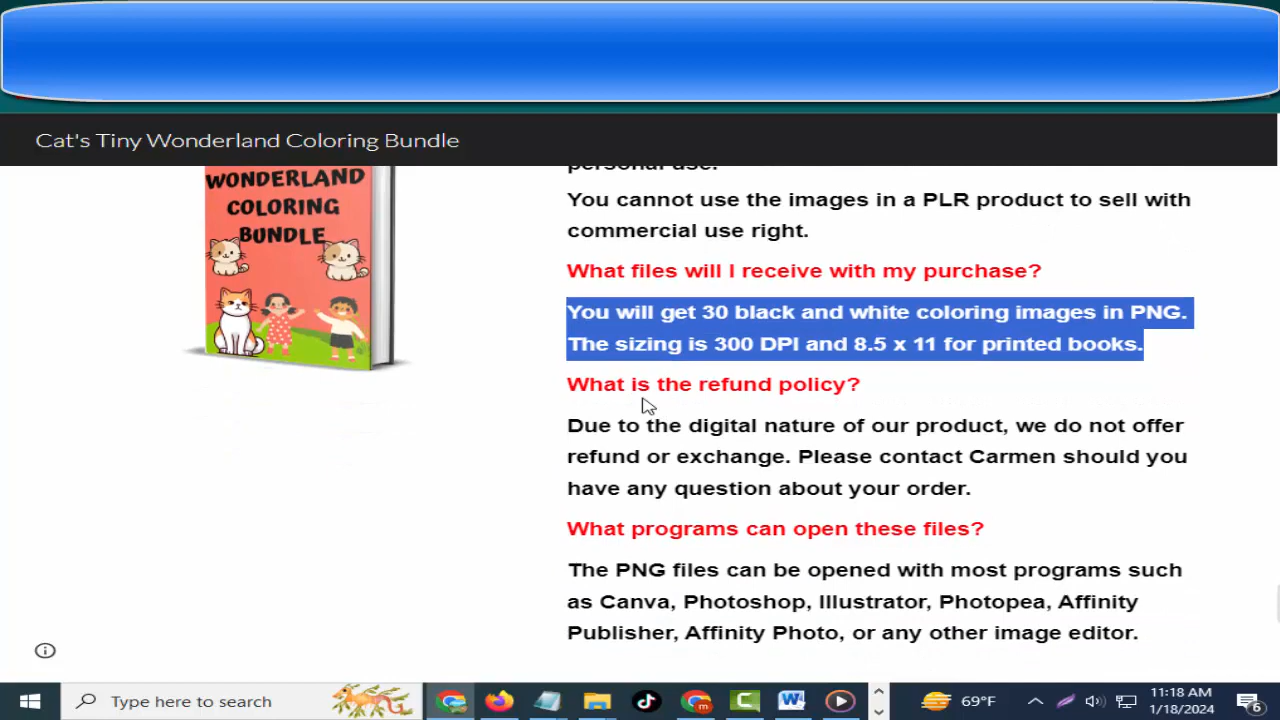 Cat's Tiny Wonderland Coloring Bundle
WONDERLAND
COLORING
BUNDLE
personal use.
You cannot use the images in a PLR product to sell with
commercial use right.
What files will I receive with my purchase?
You will get 30 black and white coloring images in PNG.
The sizing is 300 DPI and 8.5 x 11 for printed books.
What is the refund policy?
Due to the digital nature of our product, we do not offer
refund or exchange. Please contact Carmen should you
have any question about your order.
What programs can open these files?
The PNG files can be opened with most programs such
as Canva, Photoshop, Illustrator, Photopea, Affinity
Publisher, Affinity Photo, or any other image editor.
Type here to search
69°F
11:18 AM
1/18/2024
6